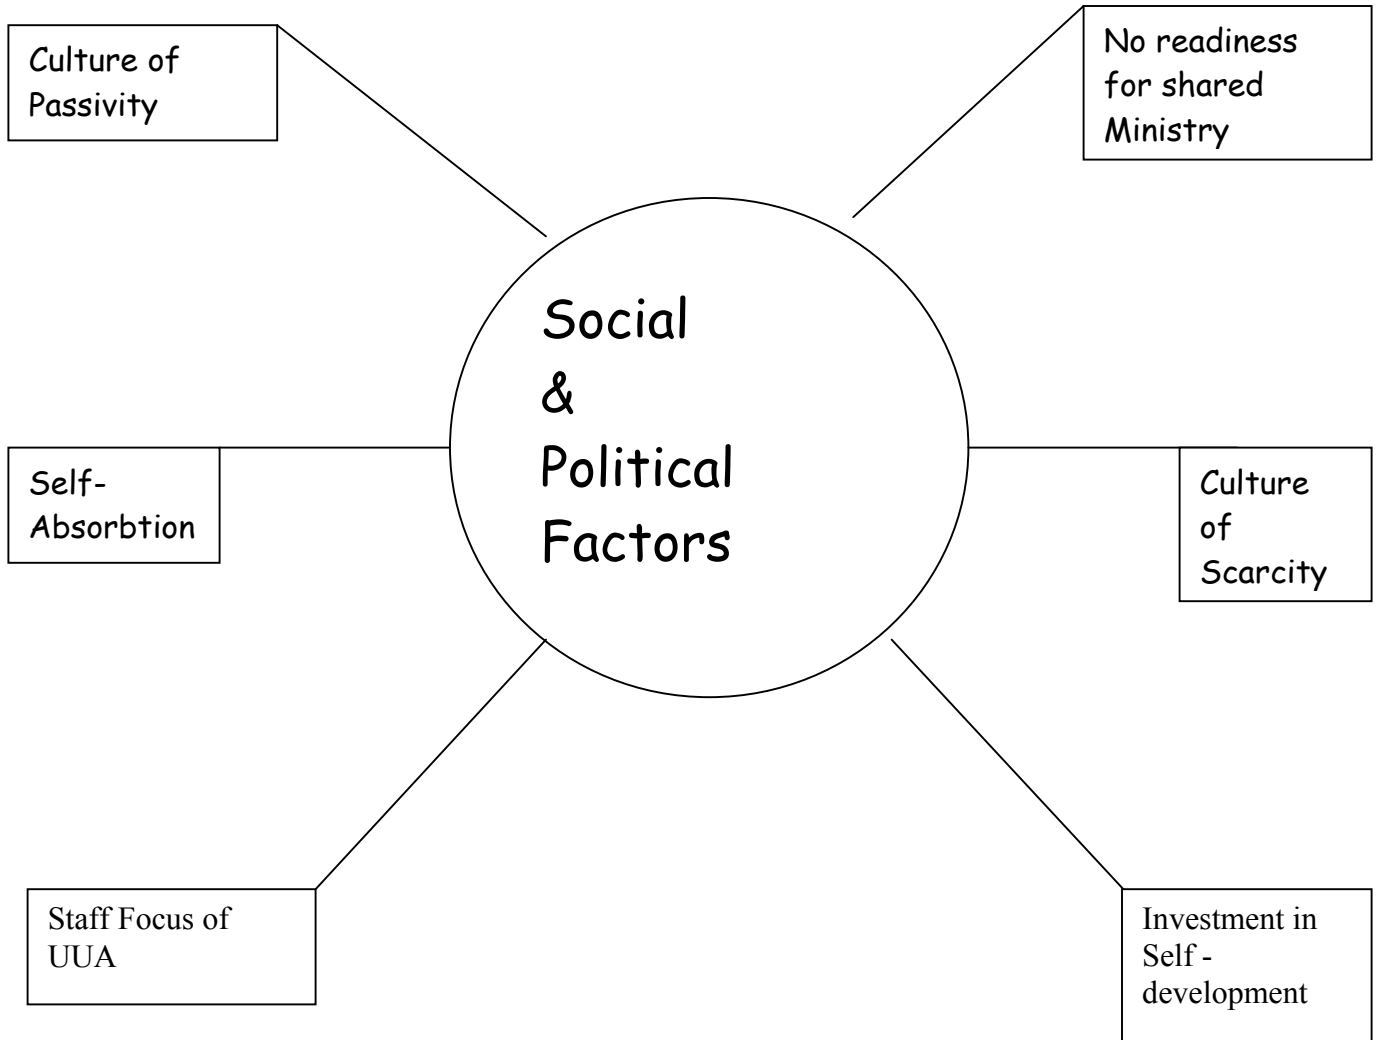 Culture of
Passivity
No readiness
for shared
Ministry
Social
&
Political
Factors
Self-
Absorbtion
Culture
of
Scarcity
Staff Focus of
UUA
Investment in
Self -
development